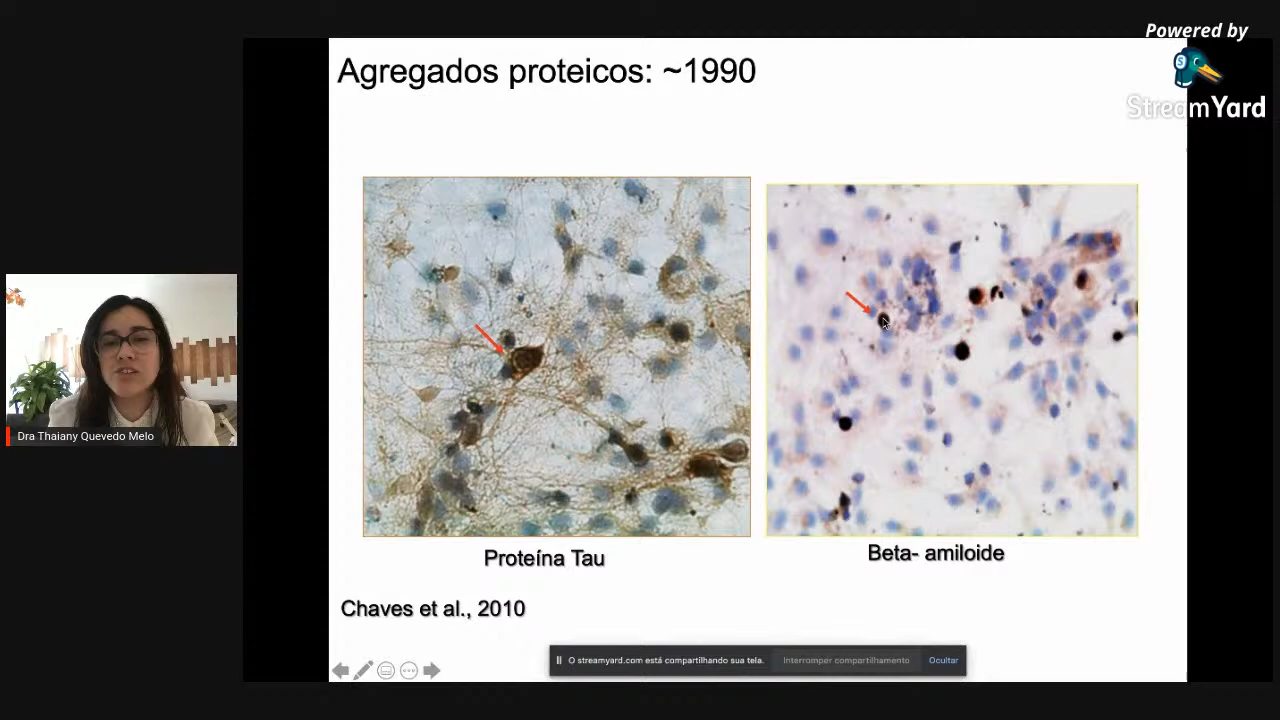 Powered by
StreamYard
Agregados proteicos: ~1990
Dra Thaiany Quevedo Melo
Proteína Tau
Beta- amiloide
Chaves et al., 2010
O streamyard.com está compartilhando sua tela.
Interromper compartilhamento
Ocultar